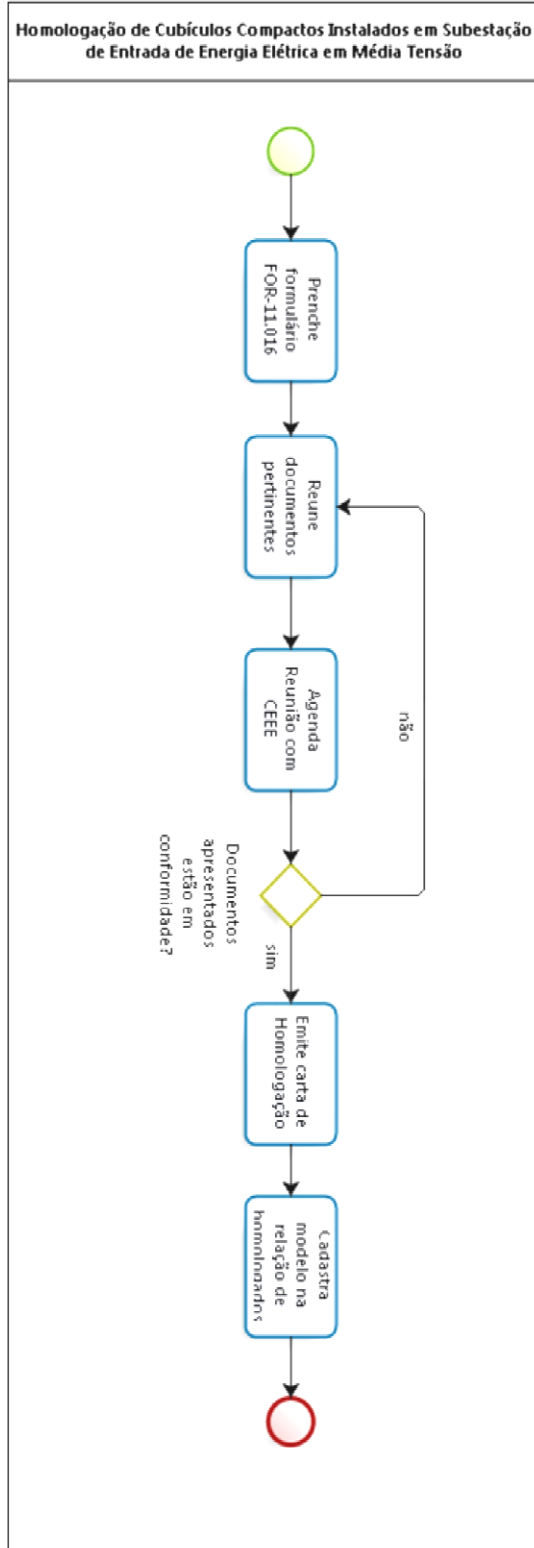 Homologação de Cubículos Compactos Instalados em Subestação
de Entrada de Energia Elétrica em Média Tensão
Prenche
formulário
FOR-11.016
Reune
documentos
pertinentes
Agenda
Reunião com
CEEE
não
Documentos
apresentados
estão em
conformidade?
sim
Emite carta de
Homologação
Cadastra
modelo na
relação de
homologados